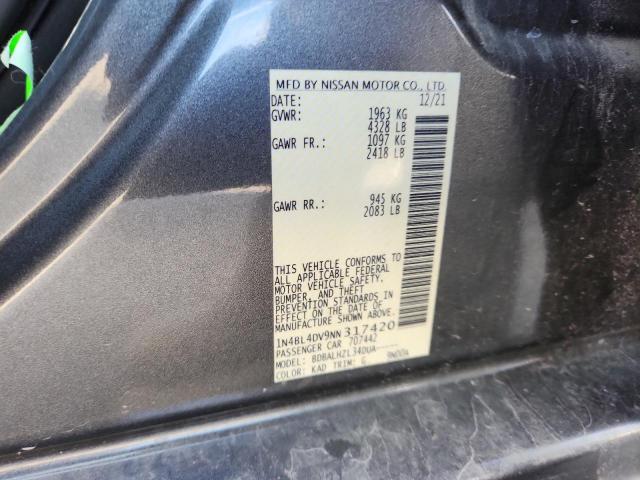 MFD BY NISSAN MOTOR CO., LTD.
DATE: 12/21
GVWR: 1963 KG
4328 LB
GAWR FR.: 1097 KG
2418 LB
GAWR RR.: 945 KG
2083 LB
THIS VEHICLE CONFORMS TO
ALL APPLICABLE FEDERAL
MOTOR VEHICLE SAFETY,
BUMPER, AND THEFT
PREVENTION STANDARDS IN
EFFECT ON THE DATE OF
MANUFACTURE SHOWN ABOVE.
1N4BL4DV9NN317420
PASSENGER CAR 707442
MODEL: BDBALHZL34DUA-----
COLOR: KAD TRIM: G 9N00A